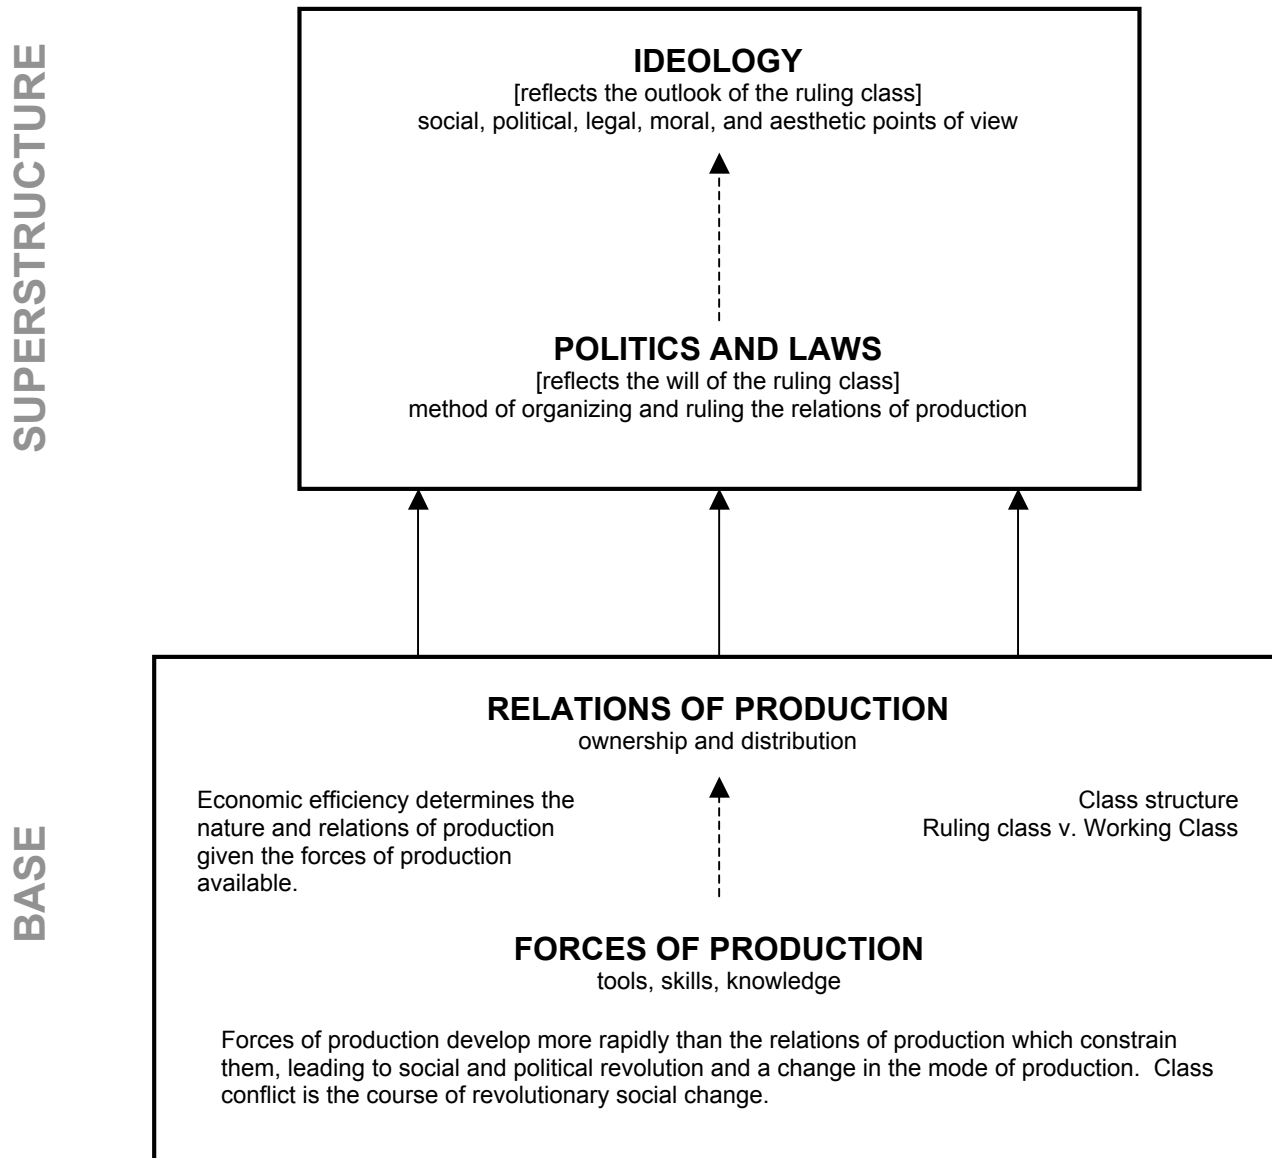 SUPERSTRUCTURE
IDEOLOGY
[reflects the outlook of the ruling class]
social, political, legal, moral, and aesthetic points of view
POLITICS AND LAWS
[reflects the will of the ruling class]
method of organizing and ruling the relations of production
BASE
RELATIONS OF PRODUCTION
ownership and distribution
Economic efficiency determines the
nature and relations of production
given the forces of production
available.
Class structure
Ruling class v. Working Class
FORCES OF PRODUCTION
tools, skills, knowledge
Forces of production develop more rapidly than the relations of production which constrain
them, leading to social and political revolution and a change in the mode of production.  Class
conflict is the course of revolutionary social change.